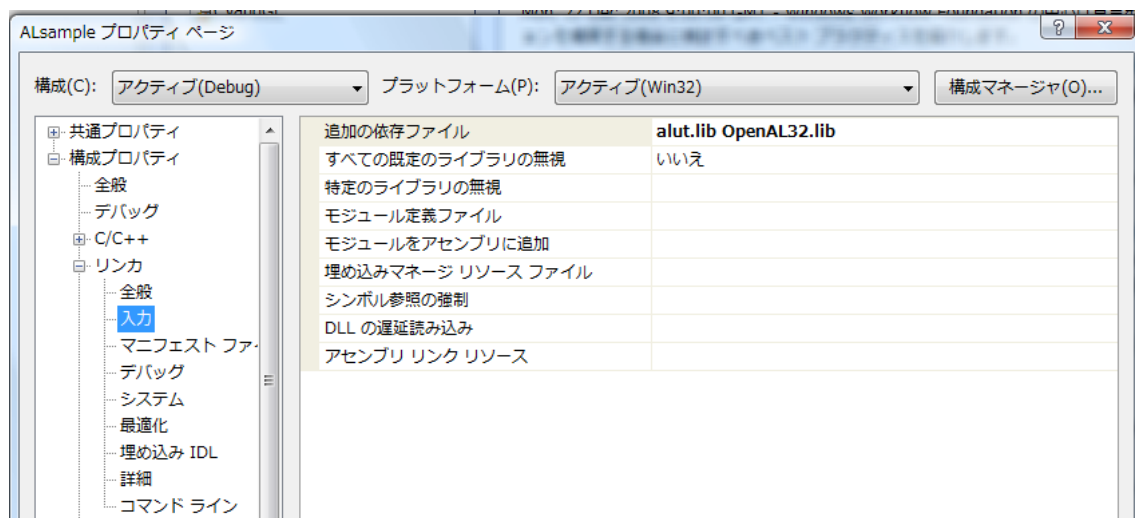 ALsample プロパティ ページ
構成(C): アクティブ(Debug) プラットフォーム(P): アクティブ(Win32) 構成マネージャ(O)...
共通プロパティ
構成プロパティ
全般
デバッグ
C/C++
リンカ
全般
入力
マニフェスト ファ
デバッグ
システム
最適化
埋め込み IDL
詳細
コマンド ライン
追加の依存ファイル alut.lib OpenAL32.lib
すべての既定のライブラリの無視 いいえ
特定のライブラリの無視
モジュール定義ファイル
モジュールをアセンブリに追加
埋め込みマネージ リソース ファイル
シンボル参照の強制
DLL の遅延読み込み
アセンブリ リンク リソース